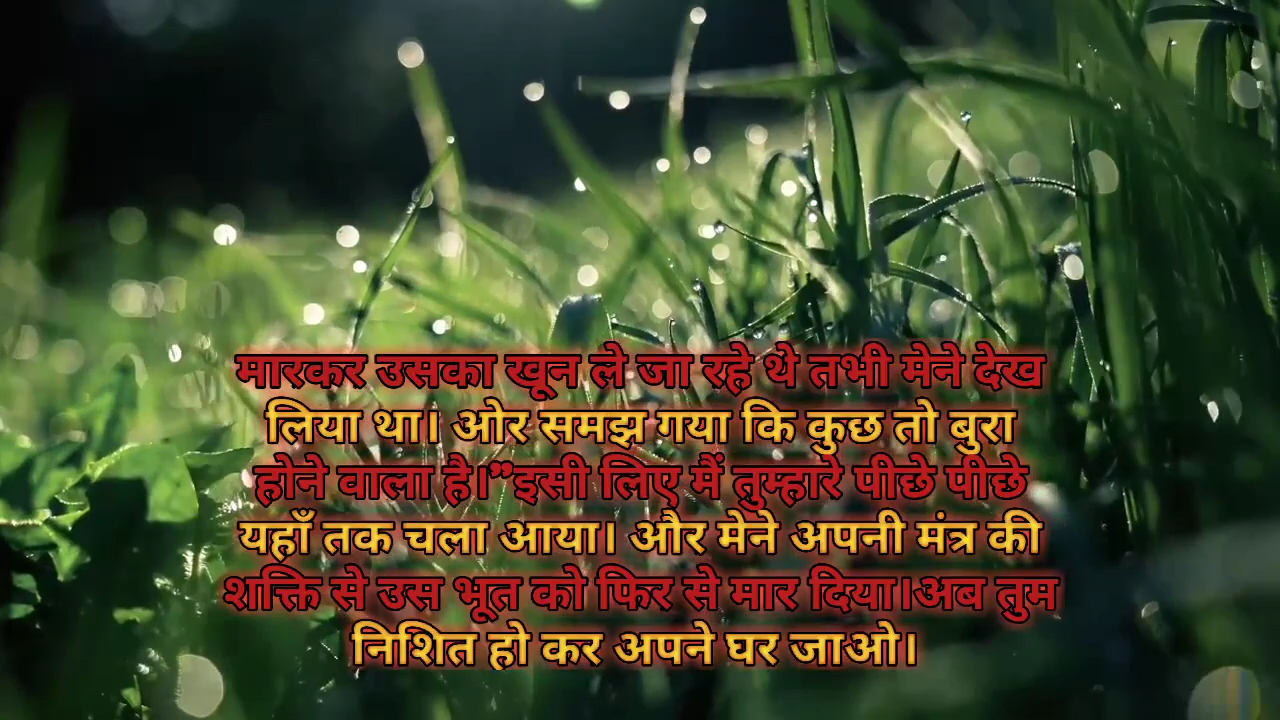 मारकर उसका खून ले जा रहे थे तभी मेने देख
लिया था। ओर समझ गया कि कुछ तो बुरा
होने वाला है।”इसी लिए मैं तुम्हारे पीछे पीछे
यहाँ तक चला आया। और मेने अपनी मंत्र की
शक्ति से उस भूत को फिर से मार दिया।अब तुम
निशित हो कर अपने घर जाओ।